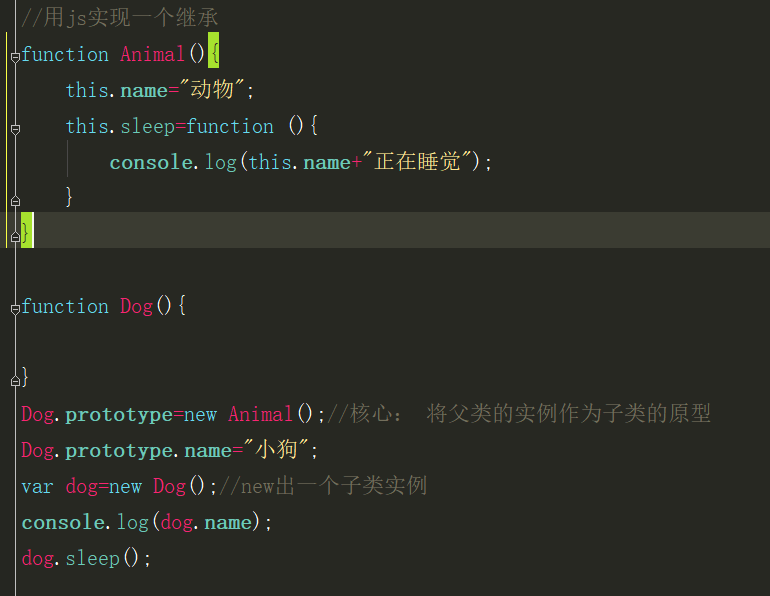 //用js实现一个继承
function Animal(){
    this.name="动物";
    this.sleep=function (){
        console.log(this.name+"正在睡觉");
    }
}
function Dog(){
}
Dog.prototype=new Animal();//核心： 将父类的实例作为子类的原型
Dog.prototype.name="小狗";
var dog=new Dog();//new出一个子类实例
console.log(dog.name);
dog.sleep();